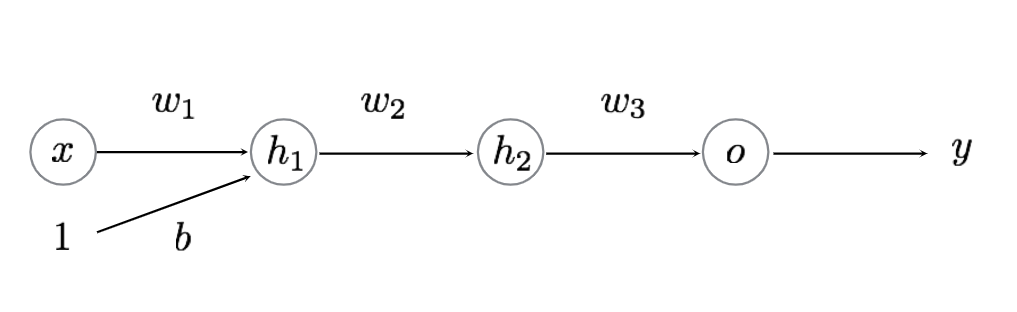 w₁ w₂ w₃
x h₁ h₂ o y
1 b